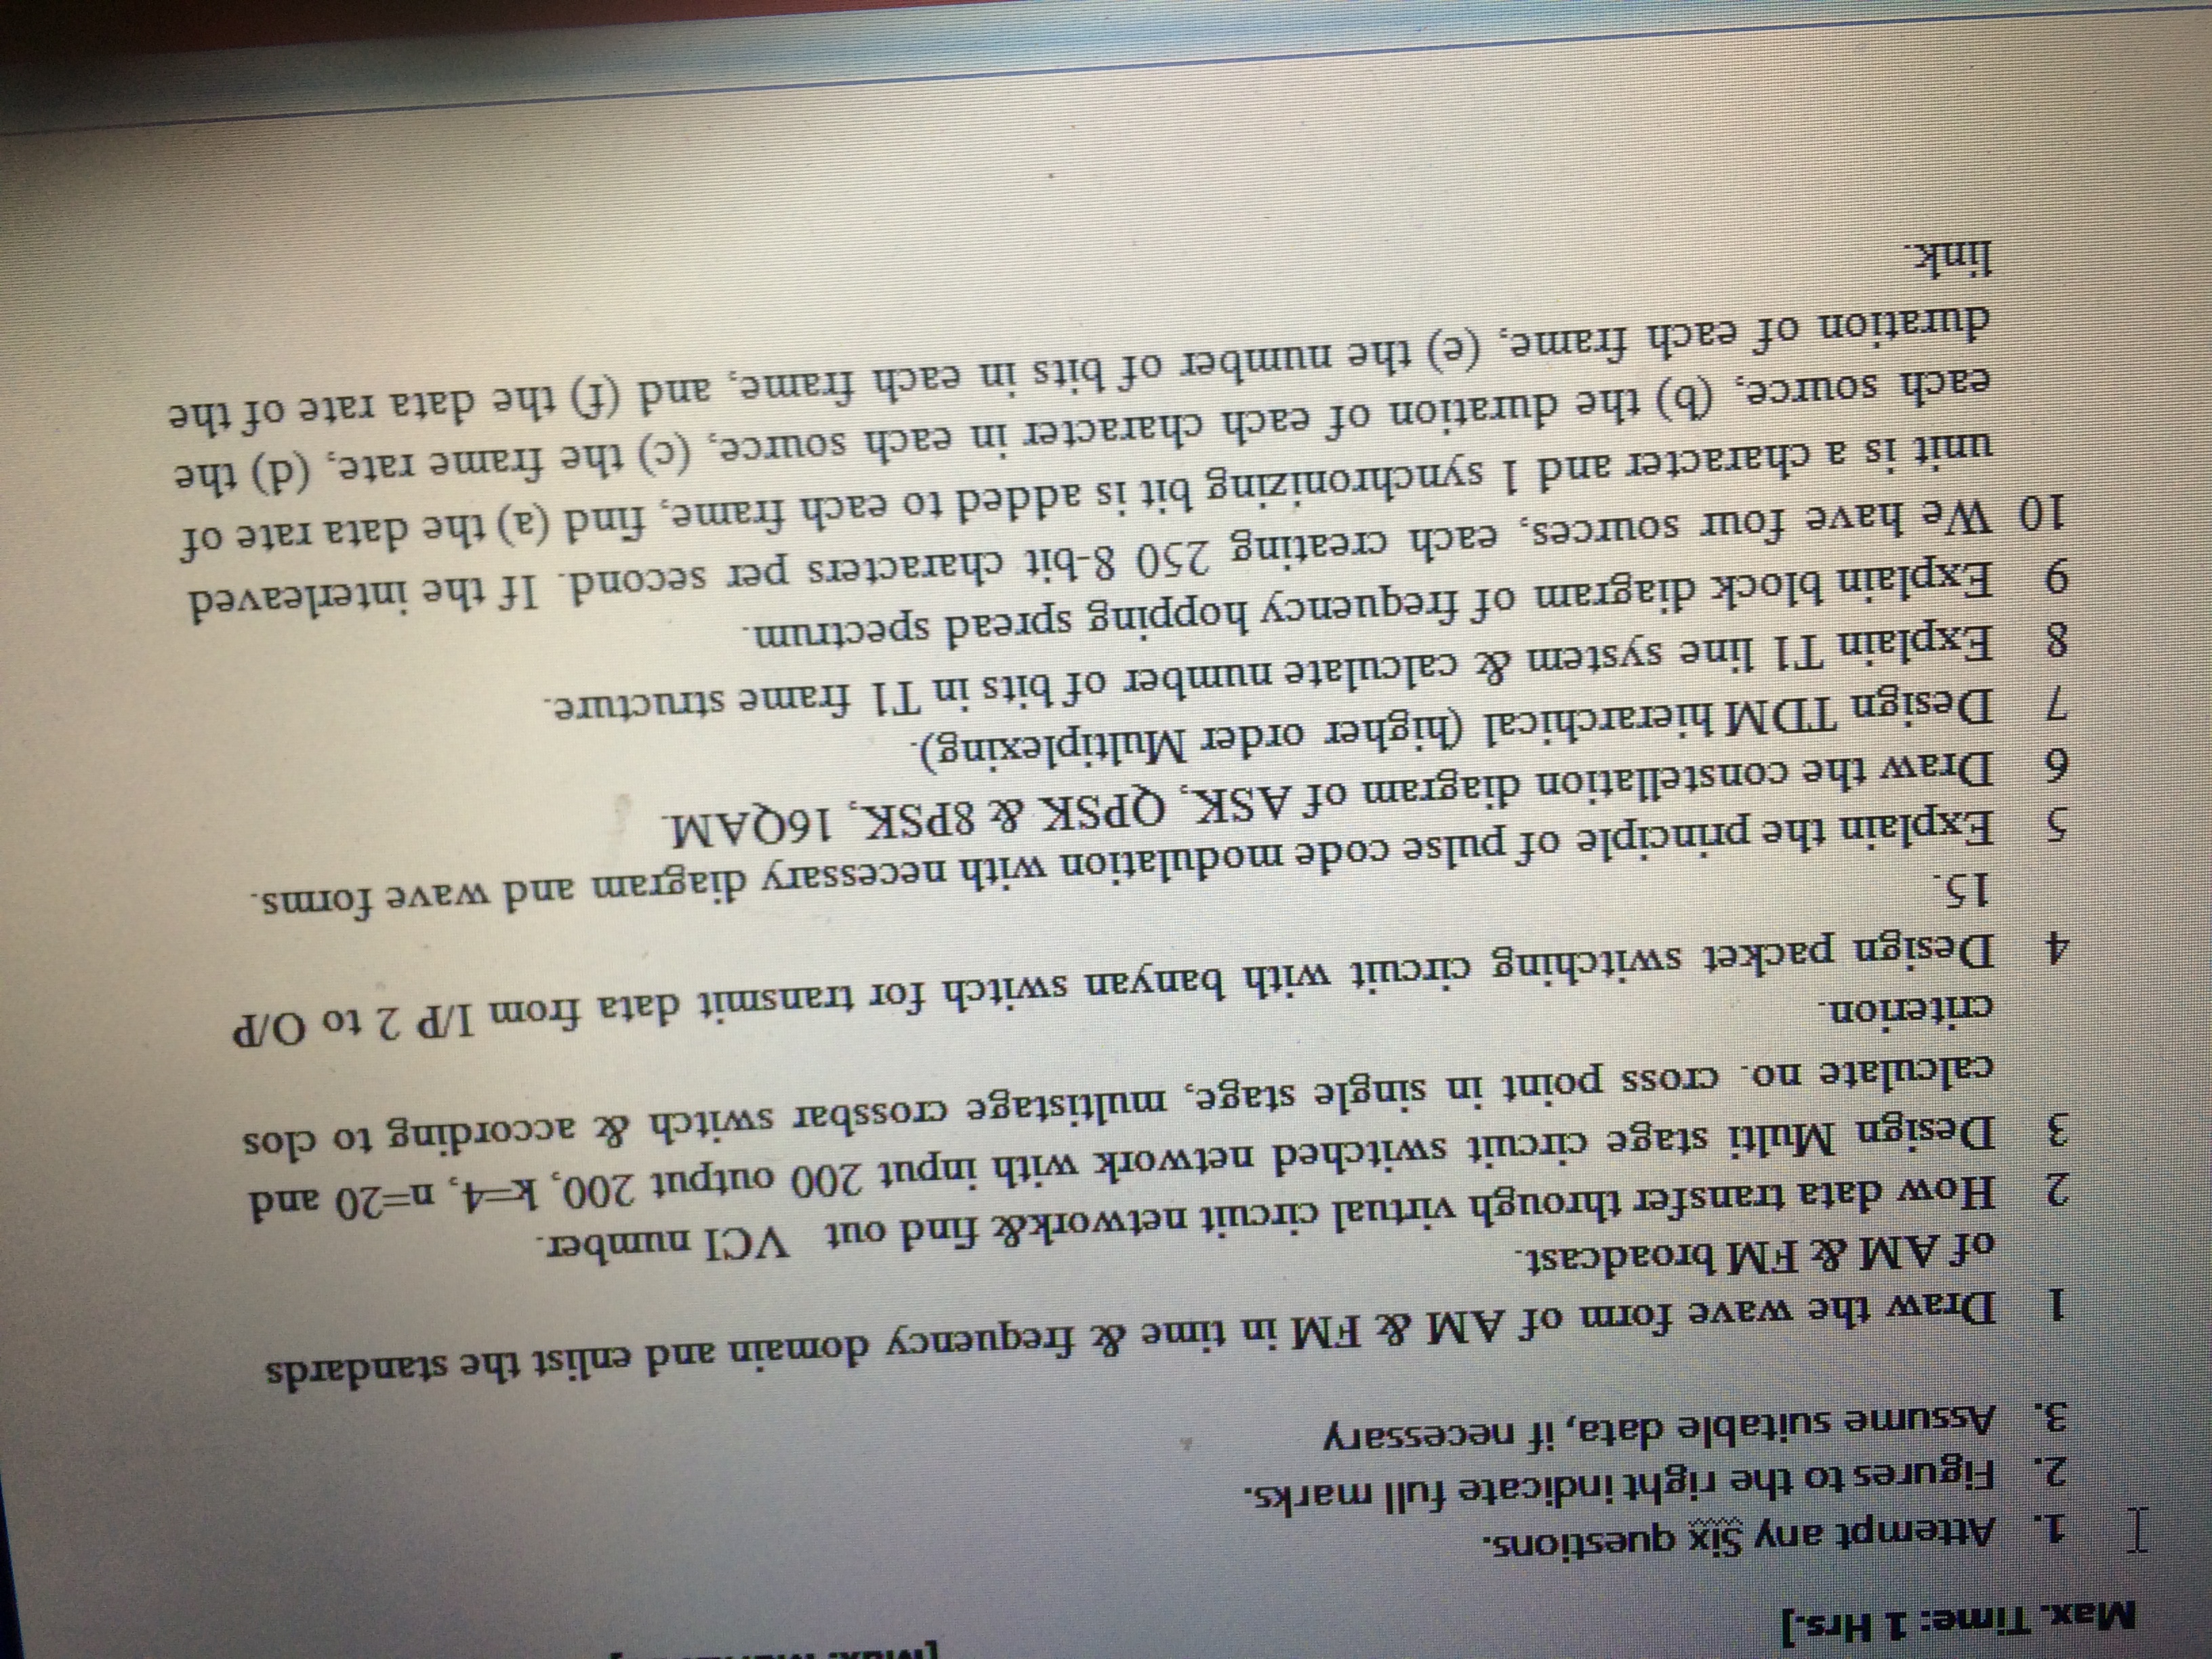 Max. Time: 1 Hrs.]
1. Attempt any Six questions.
2. Figures to the right indicate full marks.
3. Assume suitable data, if necessary
1 Draw the wave form of AM & FM in time & frequency domain and enlist the standards
of AM & FM broadcast.
2 How data transfer through virtual circuit network& find out VCI number.
3 Design Multi stage circuit switched network with input 200 output 200, k=4, n=20 and
calculate no. cross point in single stage, multistage crossbar switch & according to clos
criterion.
4 Design packet switching circuit with banyan switch for transmit data from I/P 2 to O/P
15.
5 Explain the principle of pulse code modulation with necessary diagram and wave forms.
6 Draw the constellation diagram of ASK, QPSK & 8PSK, 16QAM.
7 Design TDM hierarchical (higher order Multiplexing).
8 Explain T1 line system & calculate number of bits in T1 frame structure.
9 Explain block diagram of frequency hopping spread spectrum.
10 We have four sources, each creating 250 8-bit characters per second. If the interleaved
unit is a character and 1 synchronizing bit is added to each frame, find (a) the data rate of
each source, (b) the duration of each character in each source, (c) the frame rate, (d) the
duration of each frame, (e) the number of bits in each frame, and (f) the data rate of the
link.